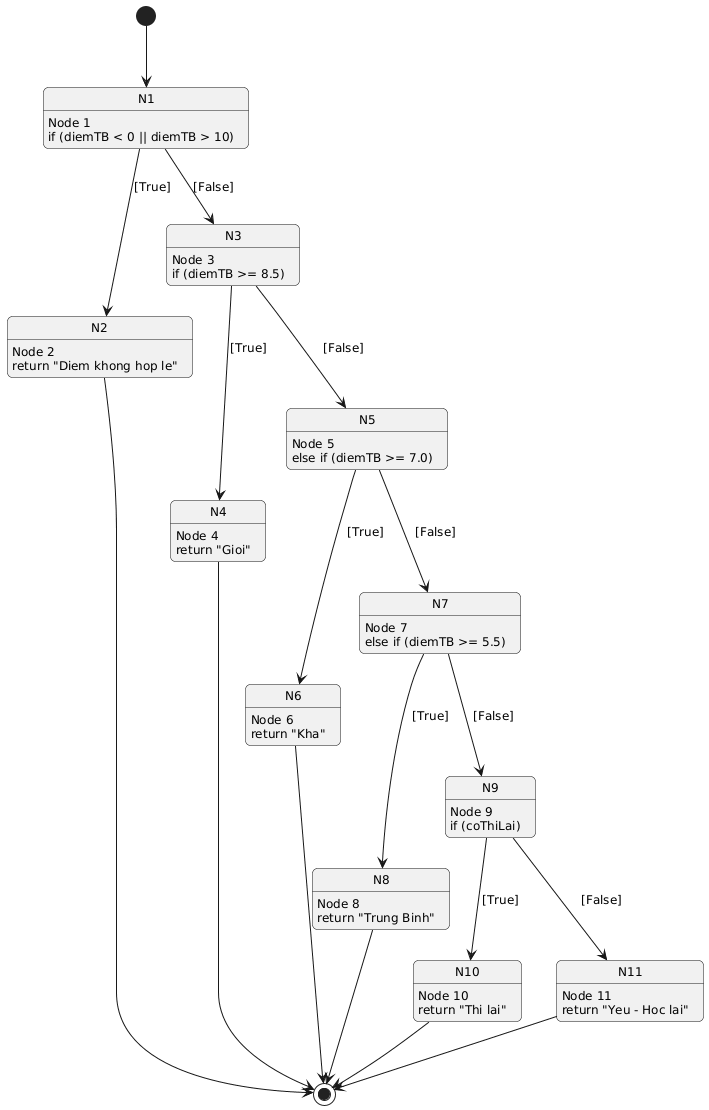 N1
Node 1
if (diemTB < 0 || diemTB > 10)
[True]
[False]
N3
Node 3
if (diemTB >= 8.5)
N2
Node 2
return "Diem khong hop le"
[True]
[False]
N5
Node 5
else if (diemTB >= 7.0)
N4
Node 4
return "Gioi"
[True]
[False]
N7
Node 7
else if (diemTB >= 5.5)
N6
Node 6
return "Kha"
[True]
[False]
N9
Node 9
if (coThiLai)
N8
Node 8
return "Trung Binh"
[True]
[False]
N10
Node 10
return "Thi lai"
N11
Node 11
return "Yeu - Hoc lai"